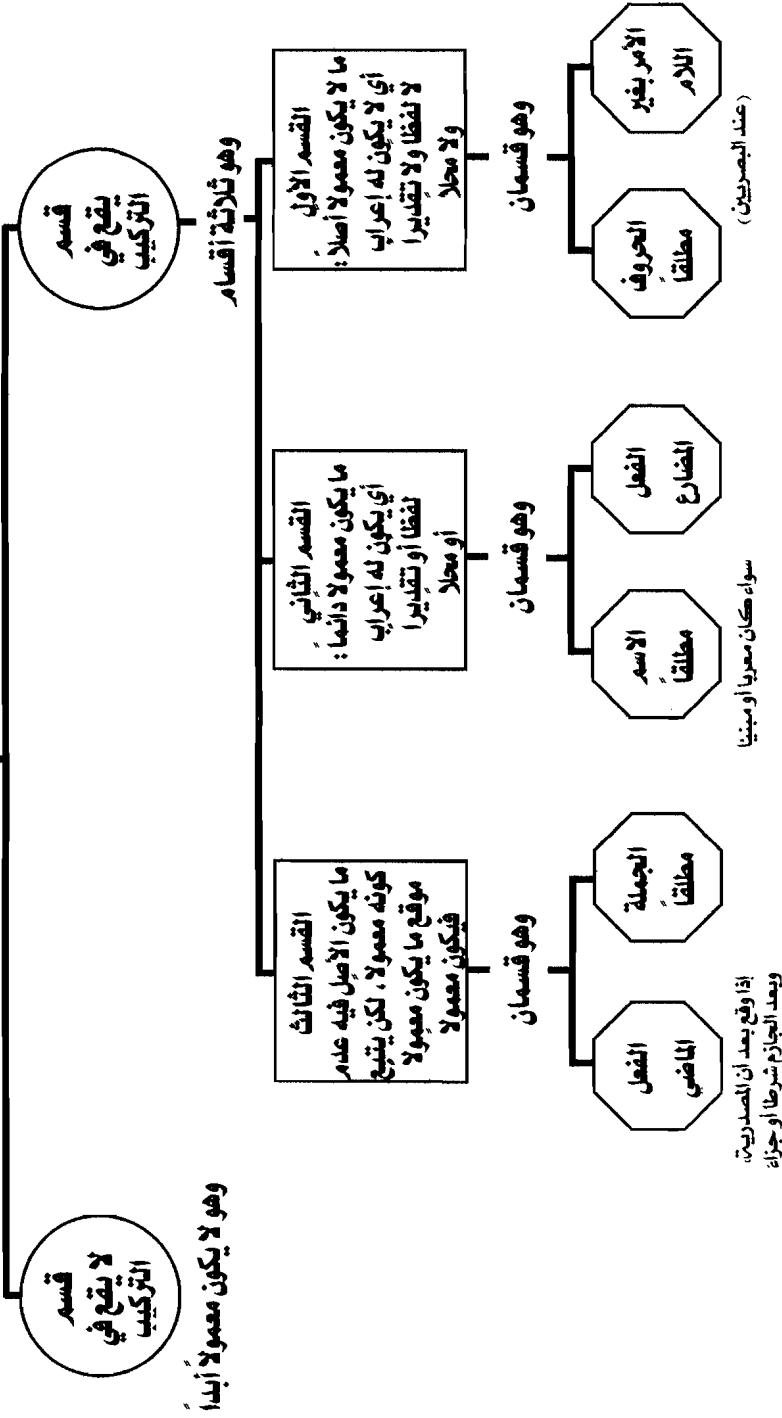 قسم
يقع في
التركيب
وهو ثلاثة أقسام
القسم الأول
ما لا يكون معمولا أصلاً :
أي لا يكون له إعراب
لا لفظا ولا تقديرا
ولا محلا
وهو قسمان
الأمر بغير
اللام
(عند البصريين)
الحروف
مطلقاً
القسم الثاني
ما يكون معمولا دائماً :
أي يكون له إعراب
لفظا أو تقديرا
أو محلا
وهو قسمان
الفعل
المضارع
الاسم
مطلقاً
سواء كان معربا أو مبنيا
القسم الثالث
ما يكون الأصل فيه عدم
كونه معمولا، لكن يتبع
موقع ما يكون معمولا
فيكون معمولا
وهو قسمان
الجملة
مطلقاً
الفعل
الماضي
إذا وقع بعد أن المصدرية،
وبعد الجازم شرطا أو جزاء
قسم
لا يقع في
التركيب
وهو لا يكون معمولاً أبداً